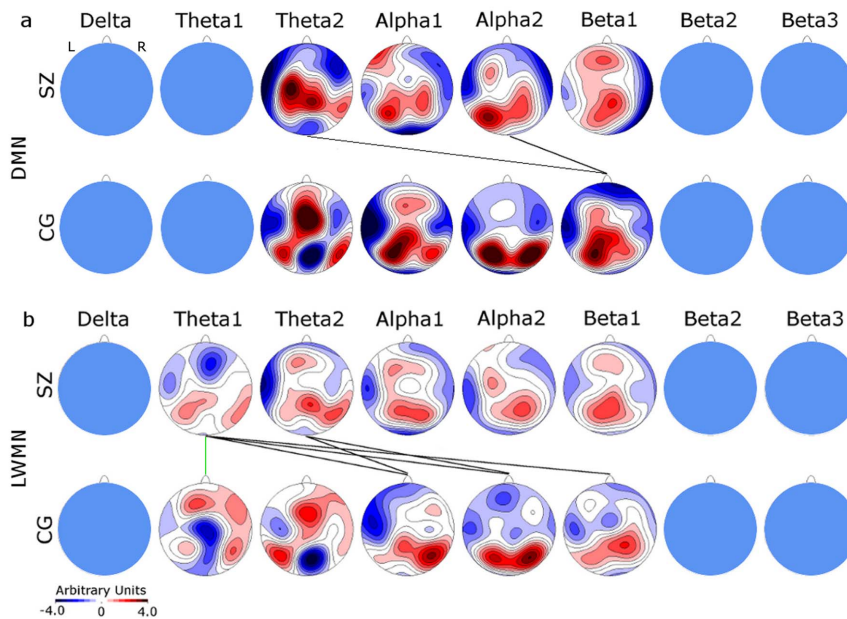 a Delta Theta1 Theta2 Alpha1 Alpha2 Beta1 Beta2 Beta3
L R
SZ
DMN
CG
b Delta Theta1 Theta2 Alpha1 Alpha2 Beta1 Beta2 Beta3
SZ
LWMN
CG
Arbitrary Units
-4.0 0 4.0